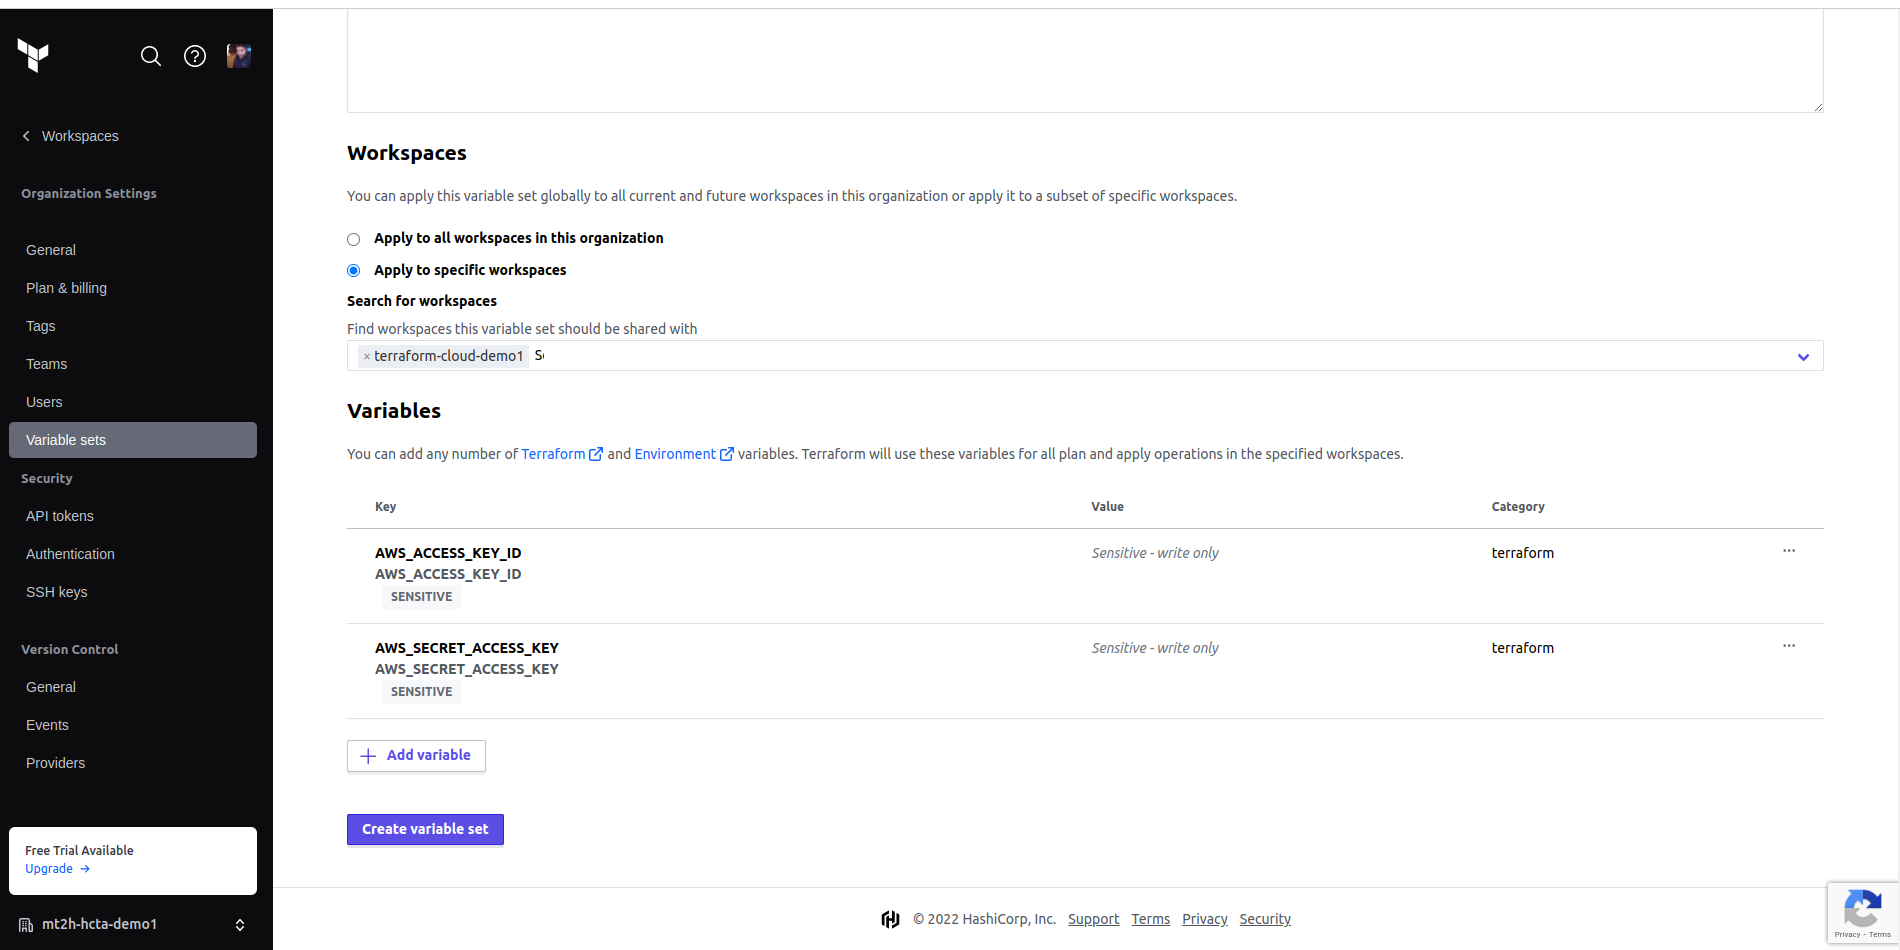 Workspaces
Organization Settings
General
Plan & billing
Tags
Teams
Users
Variable sets
Security
API tokens
Authentication
SSH keys
Version Control
General
Events
Providers
Free Trial Available
Upgrade →
mt2h-hcta-demo1
Workspaces
You can apply this variable set globally to all current and future workspaces in this organization or apply it to a subset of specific workspaces.
Apply to all workspaces in this organization
Apply to specific workspaces
Search for workspaces
Find workspaces this variable set should be shared with
× terraform-cloud-demo1
Variables
You can add any number of Terraform and Environment variables. Terraform will use these variables for all plan and apply operations in the specified workspaces.
Key Value Category
AWS_ACCESS_KEY_ID Sensitive - write only terraform ...
AWS_ACCESS_KEY_ID
SENSITIVE
AWS_SECRET_ACCESS_KEY Sensitive - write only terraform ...
AWS_SECRET_ACCESS_KEY
SENSITIVE
+ Add variable
Create variable set
© 2022 HashiCorp, Inc. Support Terms Privacy Security
Privacy - Terms